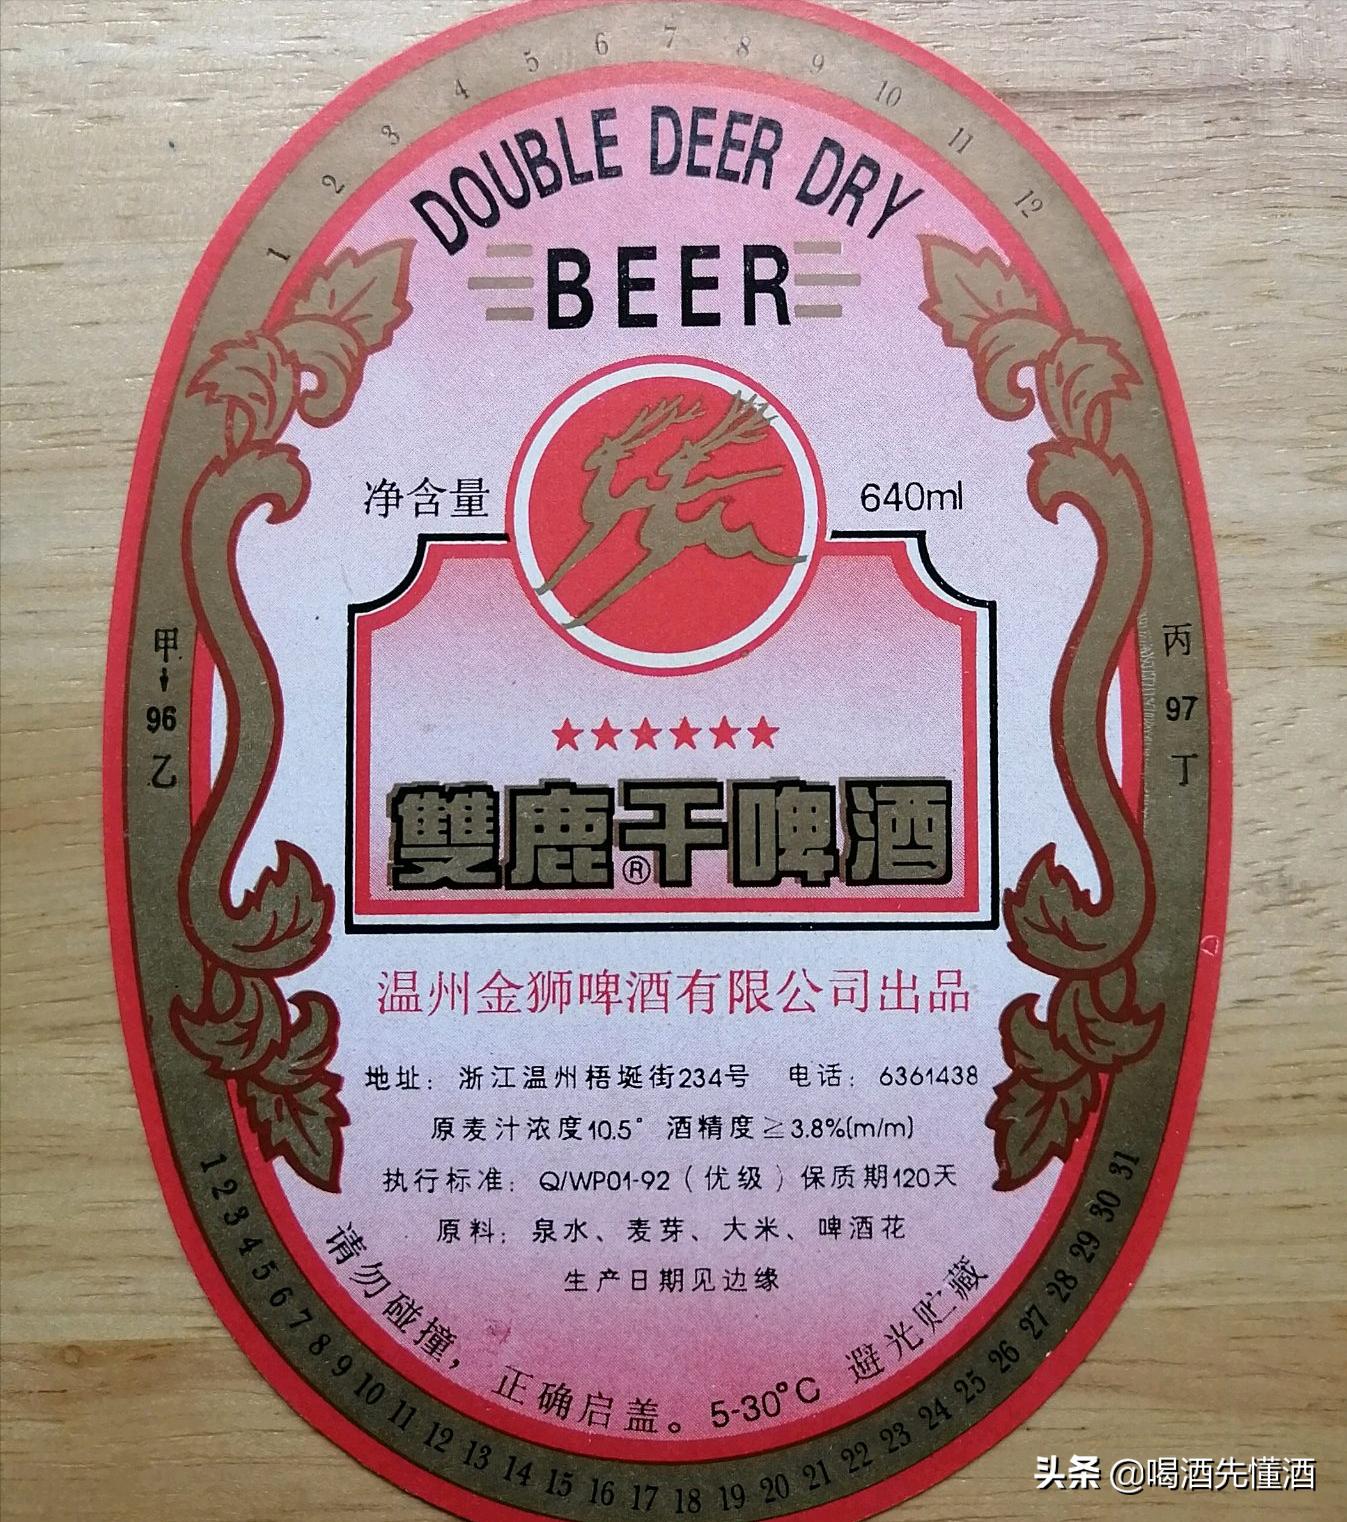 1 2 3 4 5 6 7 8 9 10 11 12
DOUBLE DEER DRY
BEER
净含量 640ml
甲
96
乙
丙
97
丁
★★★★★★
雙鹿®干啤酒
温州金狮啤酒有限公司出品
地址：浙江温州梧埏街234号 电话：6361438
原麦汁浓度10.5° 酒精度≥3.8%(m/m)
执行标准：Q/WP01-92（优级）保质期120天
原料：泉水、麦芽、大米、啤酒花
生产日期见边缘
请勿碰撞，正确启盖。5-30°C 避光贮藏
1 2 3 4 5 6 7 8 9 10 11 12 13 14 15 16 17 18 19 20 21 22 23 24 25 26 27 28 29 30 31
头条 @喝酒先懂酒